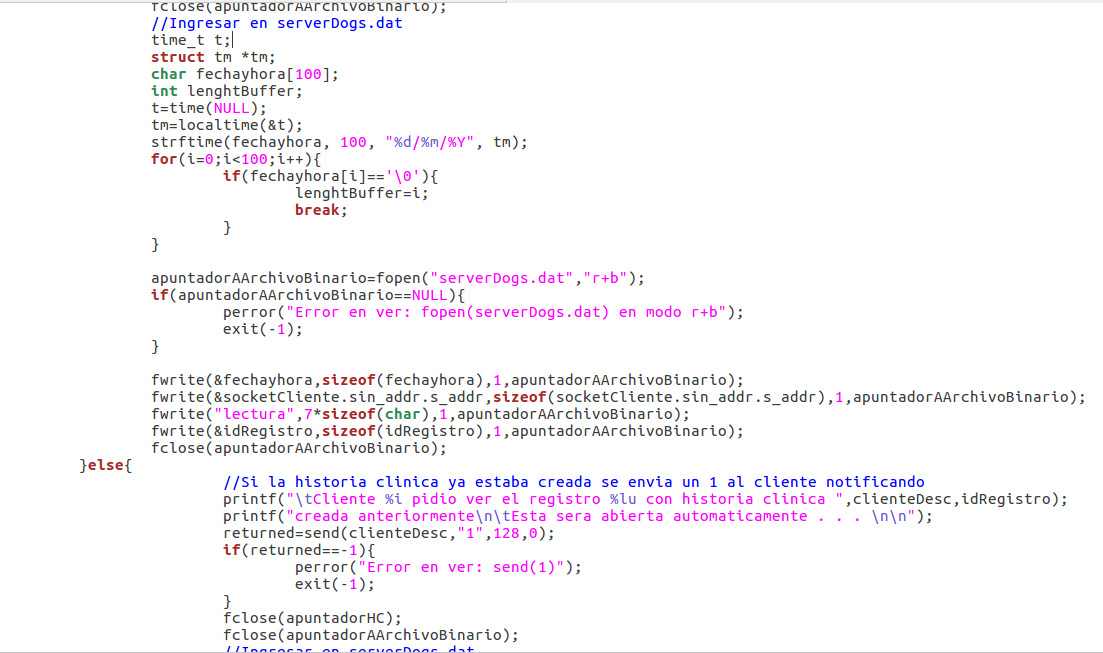 fclose(apuntadorAArchivoBinario);
//Ingresar en serverDogs.dat
time_t t;
struct tm *tm;
char fechayhora[100];
int lenghtBuffer;
t=time(NULL);
tm=localtime(&t);
strftime(fechayhora, 100, "%d/%m/%Y", tm);
for(i=0;i<100;i++){
if(fechayhora[i]=='\0'){
lenghtBuffer=i;
break;
}
}
apuntadorAArchivoBinario=fopen("serverDogs.dat","r+b");
if(apuntadorAArchivoBinario==NULL){
perror("Error en ver: fopen(serverDogs.dat) en modo r+b");
exit(-1);
}
fwrite(&fechayhora,sizeof(fechayhora),1,apuntadorAArchivoBinario);
fwrite(&socketCliente.sin_addr.s_addr,sizeof(socketCliente.sin_addr.s_addr),1,apuntadorAArchivoBinario);
fwrite("lectura",7*sizeof(char),1,apuntadorAArchivoBinario);
fwrite(&idRegistro,sizeof(idRegistro),1,apuntadorAArchivoBinario);
fclose(apuntadorAArchivoBinario);
}else{
//Si la historia clinica ya estaba creada se envia un 1 al cliente notificando
printf("\tCliente %i pidio ver el registro %lu con historia clinica ",clienteDesc,idRegistro);
printf("creada anteriormente\n\tEsta sera abierta automaticamente . . . \n\n");
returned=send(clienteDesc,"1",128,0);
if(returned==-1){
perror("Error en ver: send(1)");
exit(-1);
}
fclose(apuntadorHC);
fclose(apuntadorAArchivoBinario);
//Ingresar en serverDogs.dat